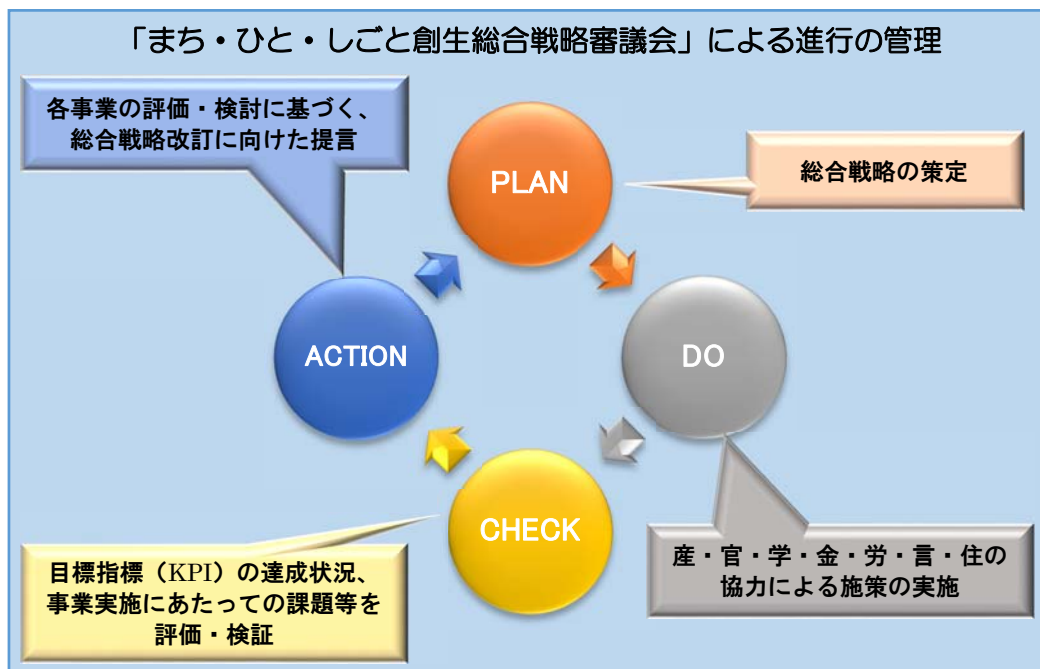 「まち・ひと・しごと創生総合戦略審議会」による進行の管理
各事業の評価・検討に基づく、
総合戦略改訂に向けた提言
PLAN
総合戦略の策定
ACTION
DO
CHECK
目標指標（KPI）の達成状況、
事業実施にあたっての課題等を
評価・検証
産・官・学・金・労・言・住の
協力による施策の実施